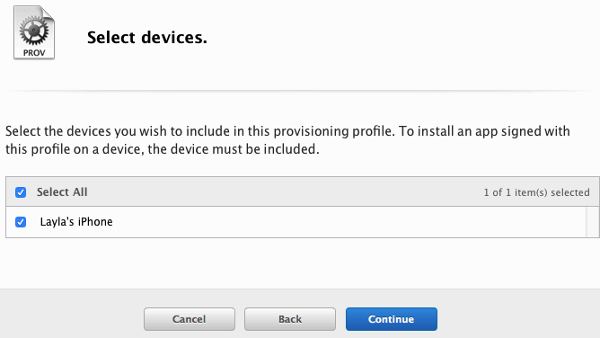 PROV
Select devices.
Select the devices you wish to include in this provisioning profile. To install an app signed with
this profile on a device, the device must be included.
Select All 1 of 1 item(s) selected
Layla's iPhone
Cancel Back Continue